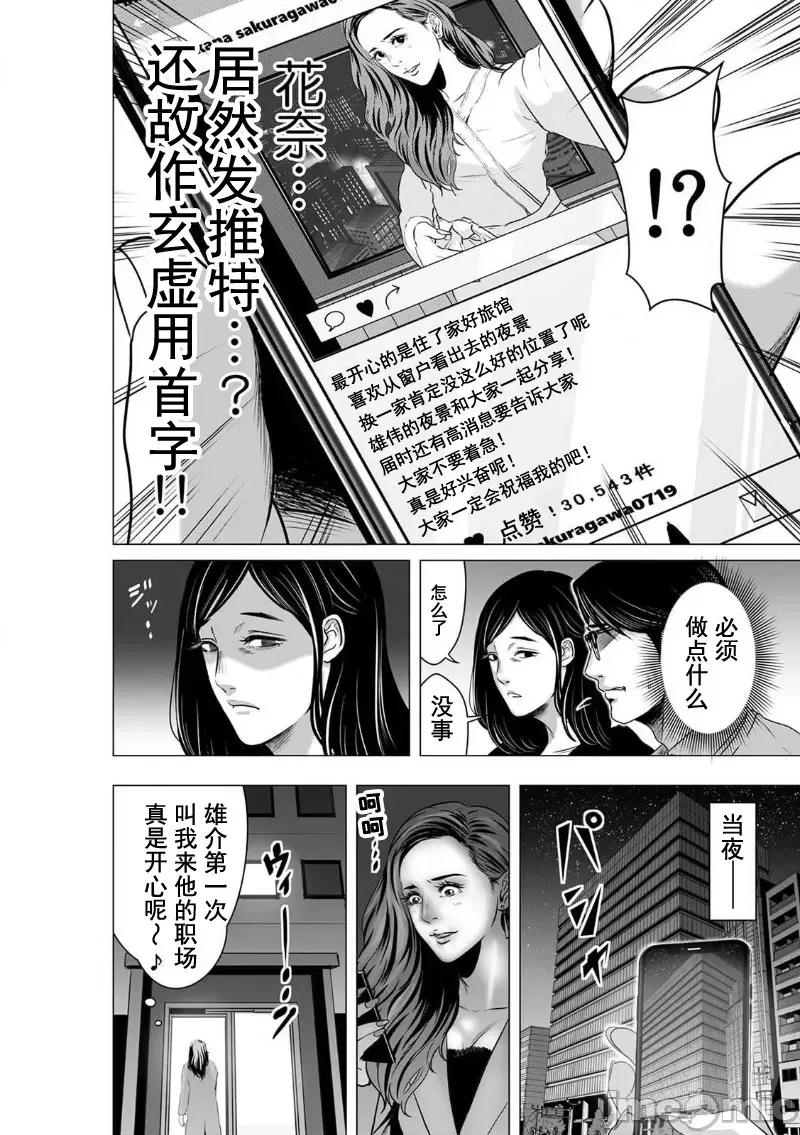 kana sakuragawa0
!?
花奈…
居然发推特…?
还故作玄虚用首字!!
最开心的是住了家好旅馆
喜欢从窗户看出去的夜景
换一家肯定没这么好的位置了呢
雄伟的夜景和大家一起分享!
届时还有高消息要告诉大家
大家不要着急!
真是好兴奋呢!
大家一定会祝福我的吧!
点赞!30,543件
sakuragawa0719
必须
做点什么
怎么了
没事
ザッ…
当夜——
パシャ
呵呵…
ウィーーン…
雄介第一次
叫我来他的职场
真是开心呢~♪
jmcomic